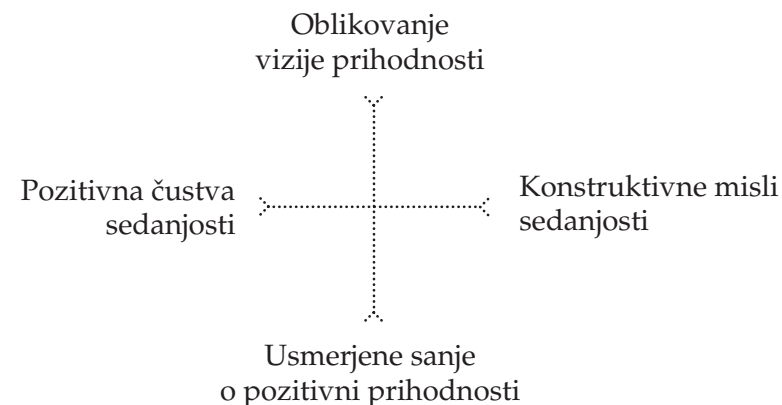 Oblikovanje
vizije prihodnosti
Pozitivna čustva
sedanjosti
Konstruktivne misli
sedanjosti
Usmerjene sanje
o pozitivni prihodnosti